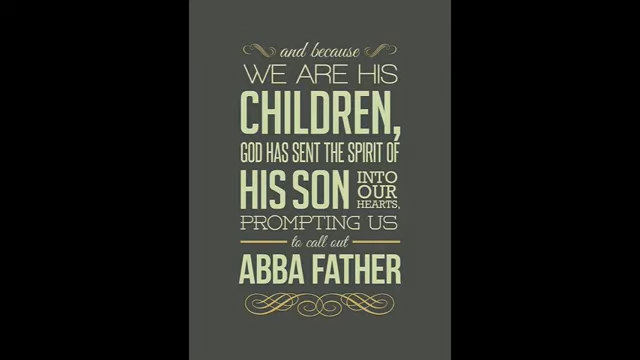 and because
WE ARE HIS
CHILDREN,
GOD HAS SENT THE SPIRIT OF
HIS SON INTO OUR HEARTS,
PROMPTING US
to call out
ABBA FATHER